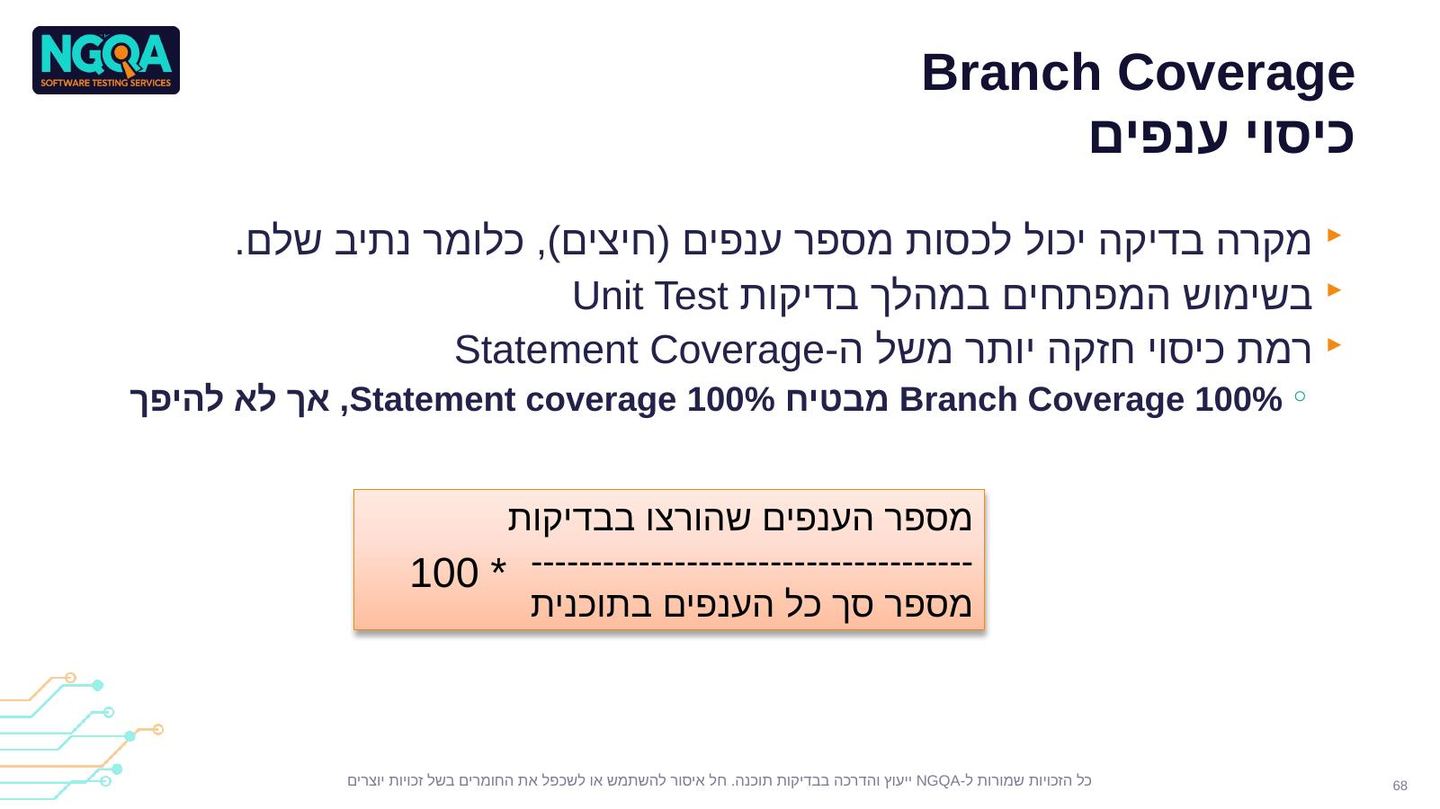 NGQA
SOFTWARE TESTING SERVICES
Branch Coverage
כיסוי ענפים
מקרה בדיקה יכול לכסות מספר ענפים (חיצים), כלומר נתיב שלם.
בשימוש המפתחים במהלך בדיקות Unit Test
רמת כיסוי חזקה יותר משל ה-Statement Coverage
100% Branch Coverage מבטיח 100% Statement coverage, אך לא להיפך
מספר הענפים שהורצו בבדיקות
------------------------------------- * 100
מספר סך כל הענפים בתוכנית
כל הזכויות שמורות ל-NGQA ייעוץ והדרכה בבדיקות תוכנה. חל איסור להשתמש או לשכפל את החומרים בשל זכויות יוצרים
68